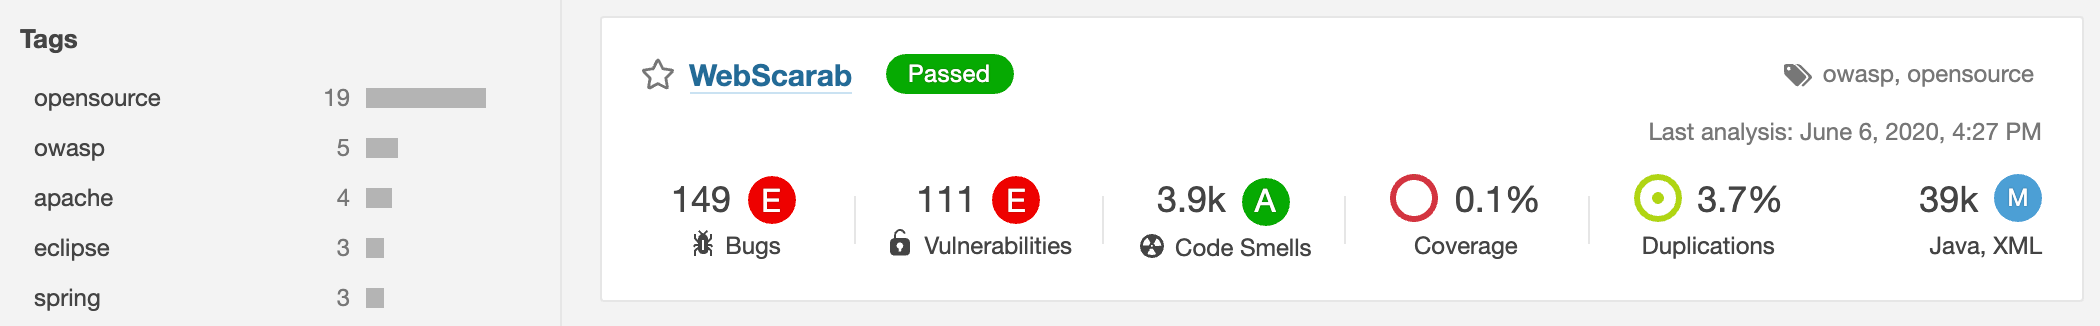 Tags
opensource 19
owasp 5
apache 4
eclipse 3
spring 3
WebScarab Passed owasp, opensource
Last analysis: June 6, 2020, 4:27 PM
149 E 111 E 3.9k A 0.1% 3.7% 39k M
Bugs Vulnerabilities Code Smells Coverage Duplications Java, XML